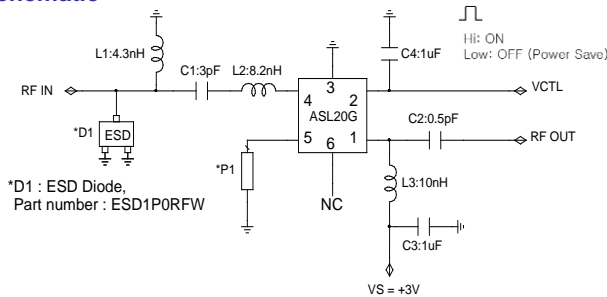 L1:4.3nH
C1:3pF
L2:8.2nH
C4:1uF
Hi: ON
Low: OFF (Power Save)
RF IN
*D1
ESD
3
4
2
ASL20G
5
6
1
VCTL
C2:0.5pF
RF OUT
*P1
NC
L3:10nH
C3:1uF
VS = +3V
*D1 : ESD Diode,
Part number : ESD1P0RFW